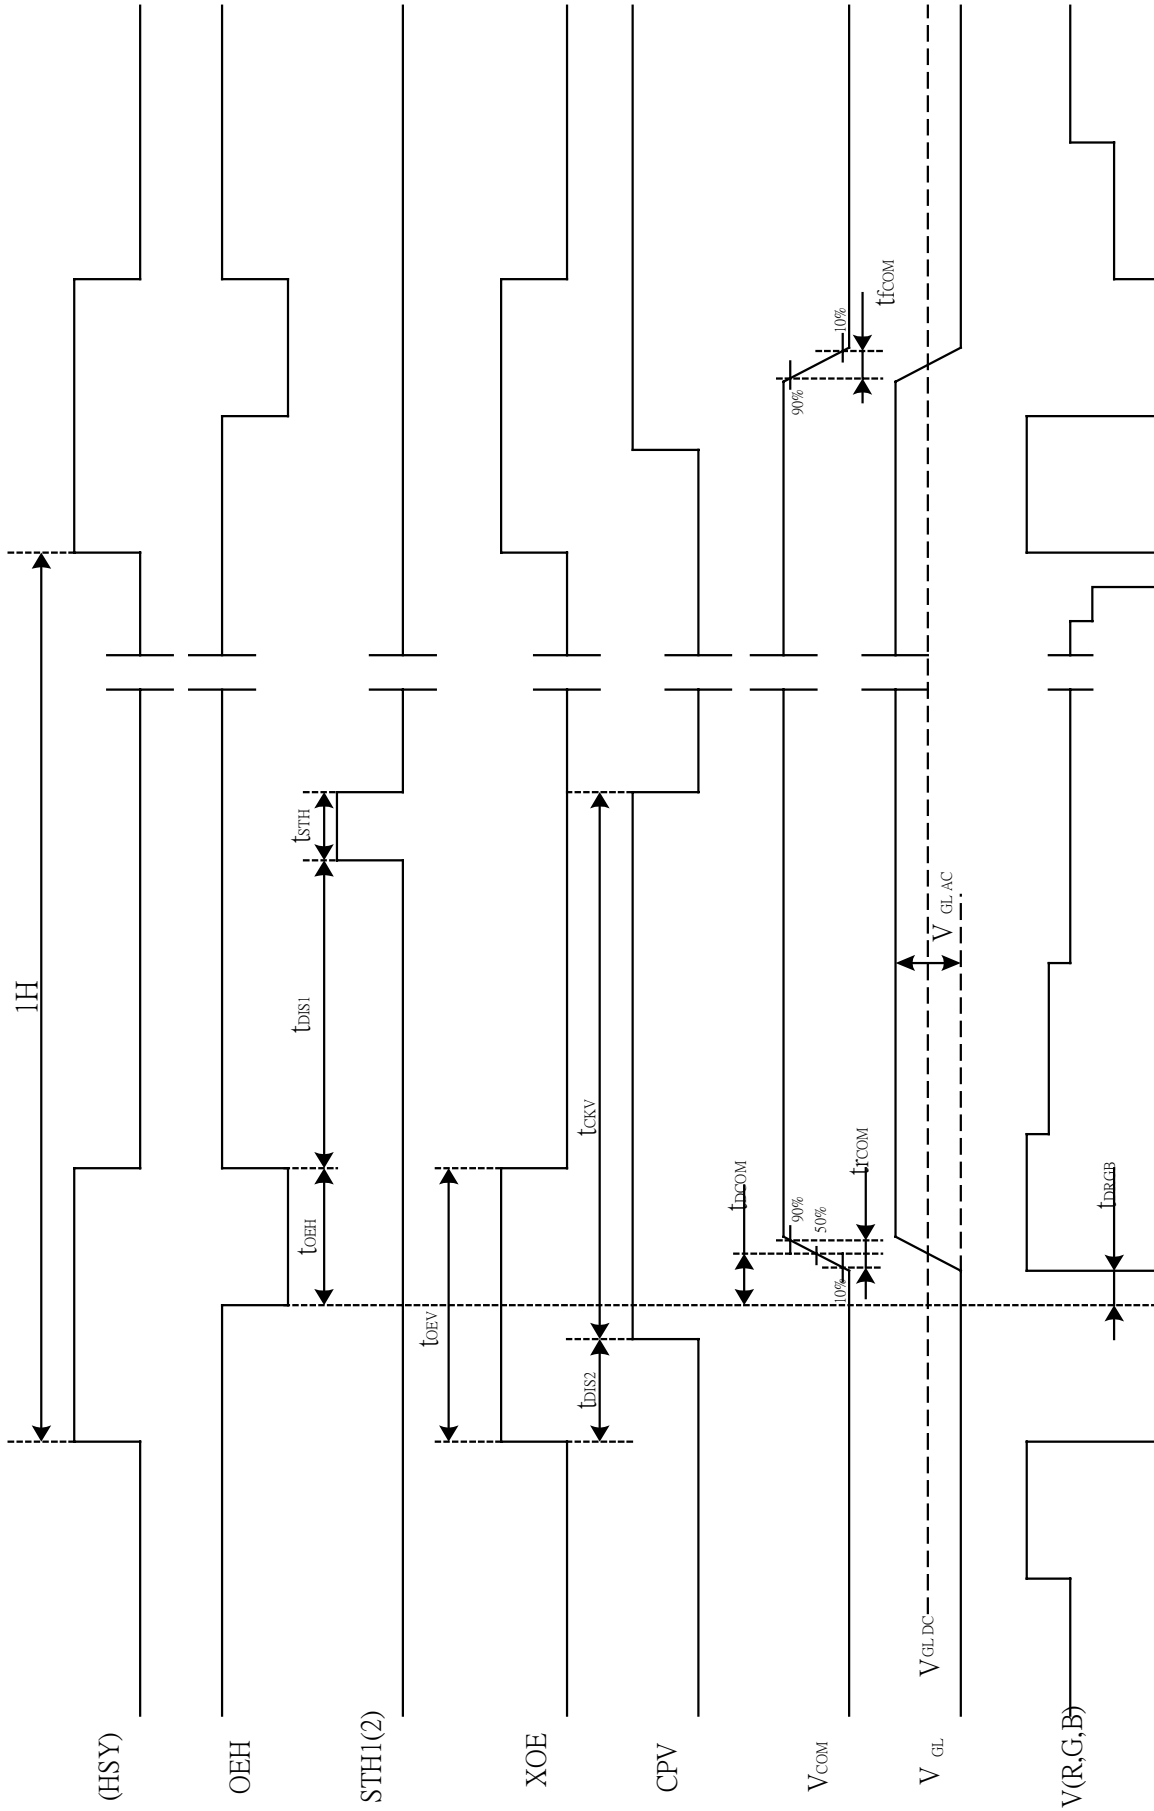 1H
(HSY)
OEH
tOEH
tDIS1
tSTH
STH1(2)
tOEV
XOE
tDIS2
tCKV
CPV
tDCOM
90%
50%
10%
trCOM
90%
10%
tfCOM
VCOM
V GL AC
VGL DC
V GL
tDRGB
V(R,G,B)